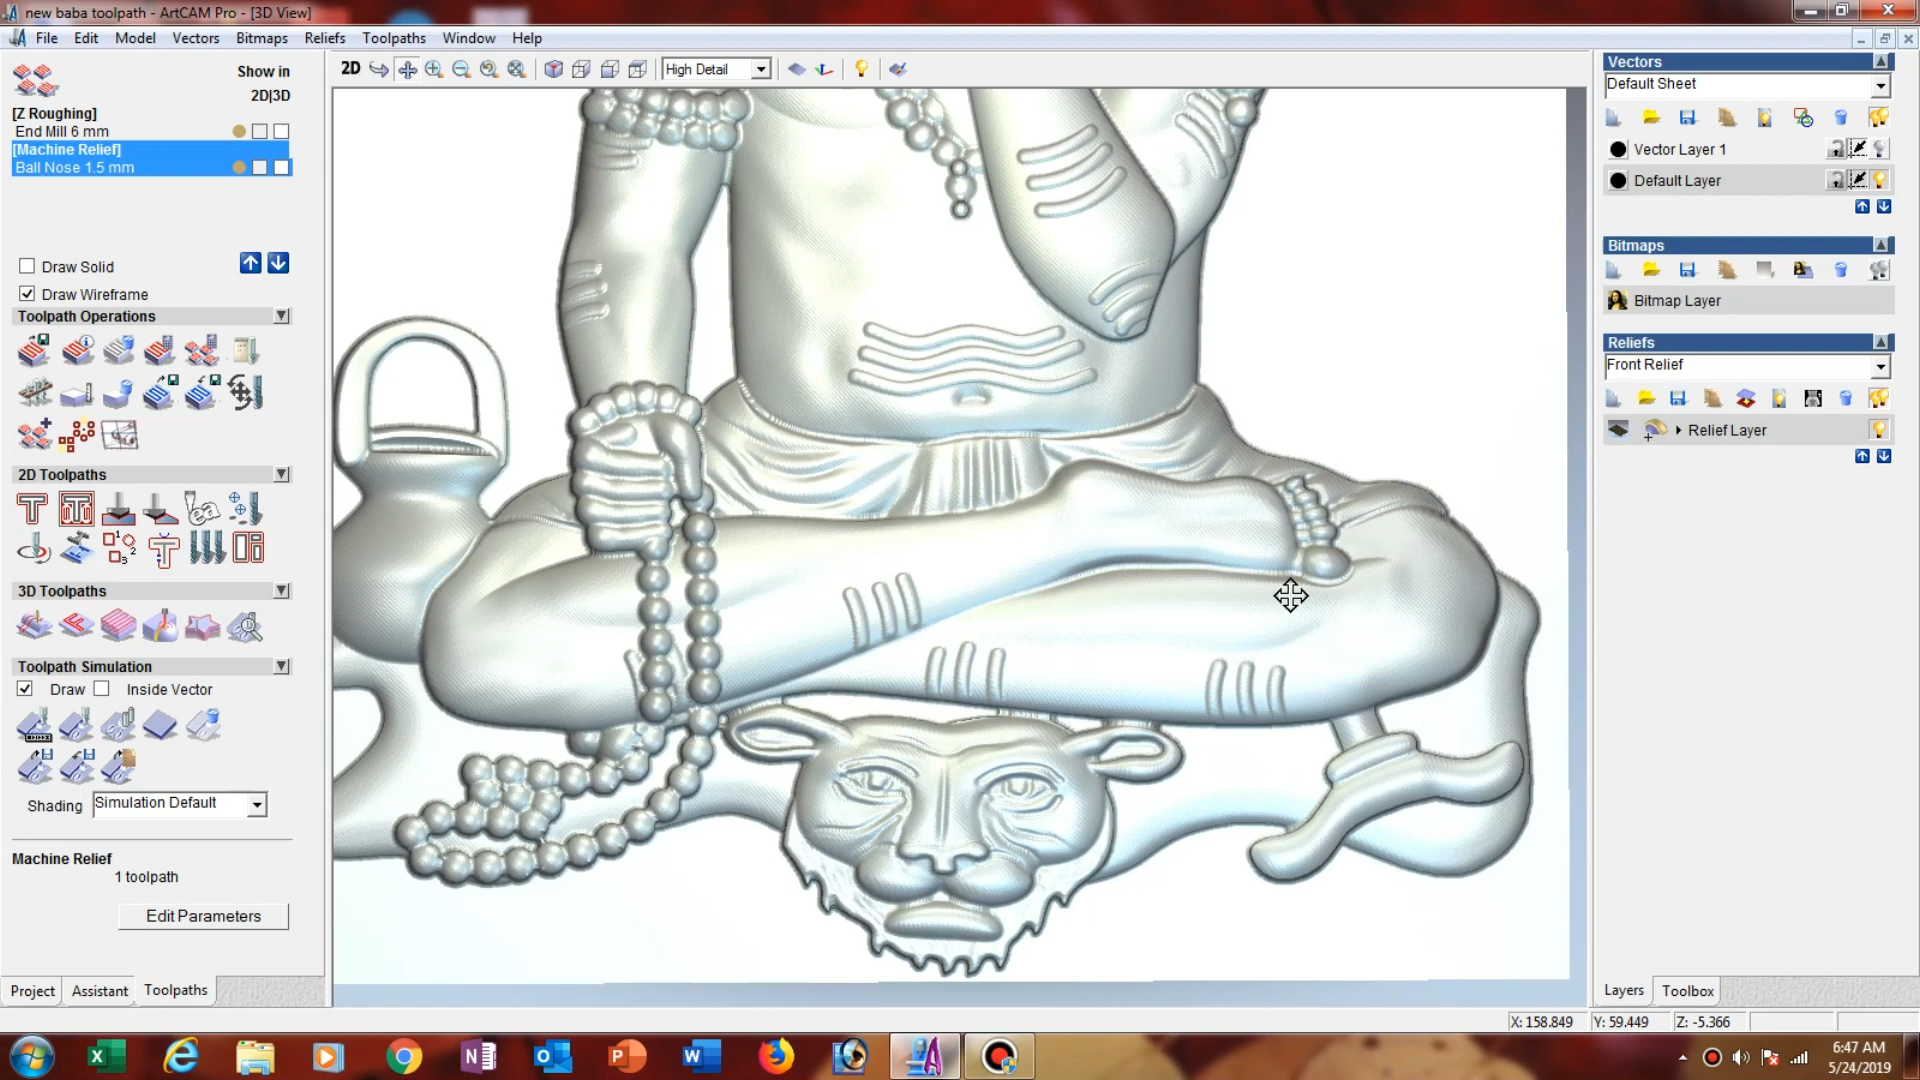 new baba toolpath - ArtCAM Pro - [3D View]
File Edit Model Vectors Bitmaps Reliefs Toolpaths Window Help
Show in
2D|3D
[Z Roughing]
End Mill 6 mm
[Machine Relief]
Ball Nose 1.5 mm
Draw Solid
Draw Wireframe
Toolpath Operations
2D Toolpaths
3D Toolpaths
Toolpath Simulation
Draw Inside Vector
Shading Simulation Default
Machine Relief
1 toolpath
Edit Parameters
Project Assistant Toolpaths
2D High Detail
Vectors
Default Sheet
Vector Layer 1
Default Layer
Bitmaps
Bitmap Layer
Reliefs
Front Relief
Relief Layer
Layers Toolbox
X: 158.849 Y: 59.449 Z: -5.366
6:47 AM
5/24/2019